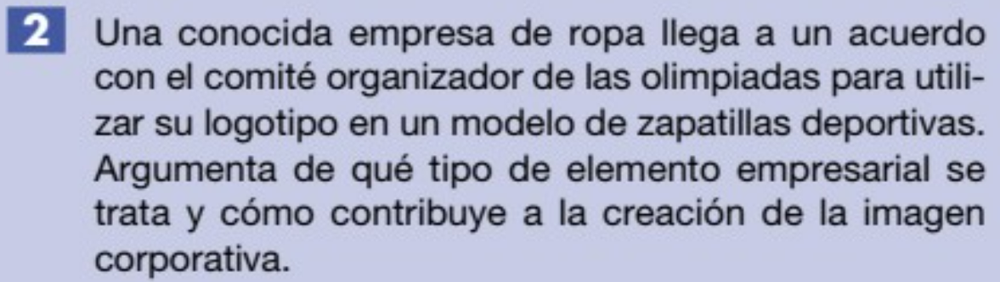 2 Una conocida empresa de ropa llega a un acuerdo
con el comité organizador de las olimpiadas para utili-
zar su logotipo en un modelo de zapatillas deportivas.
Argumenta de qué tipo de elemento empresarial se
trata y cómo contribuye a la creación de la imagen
corporativa.